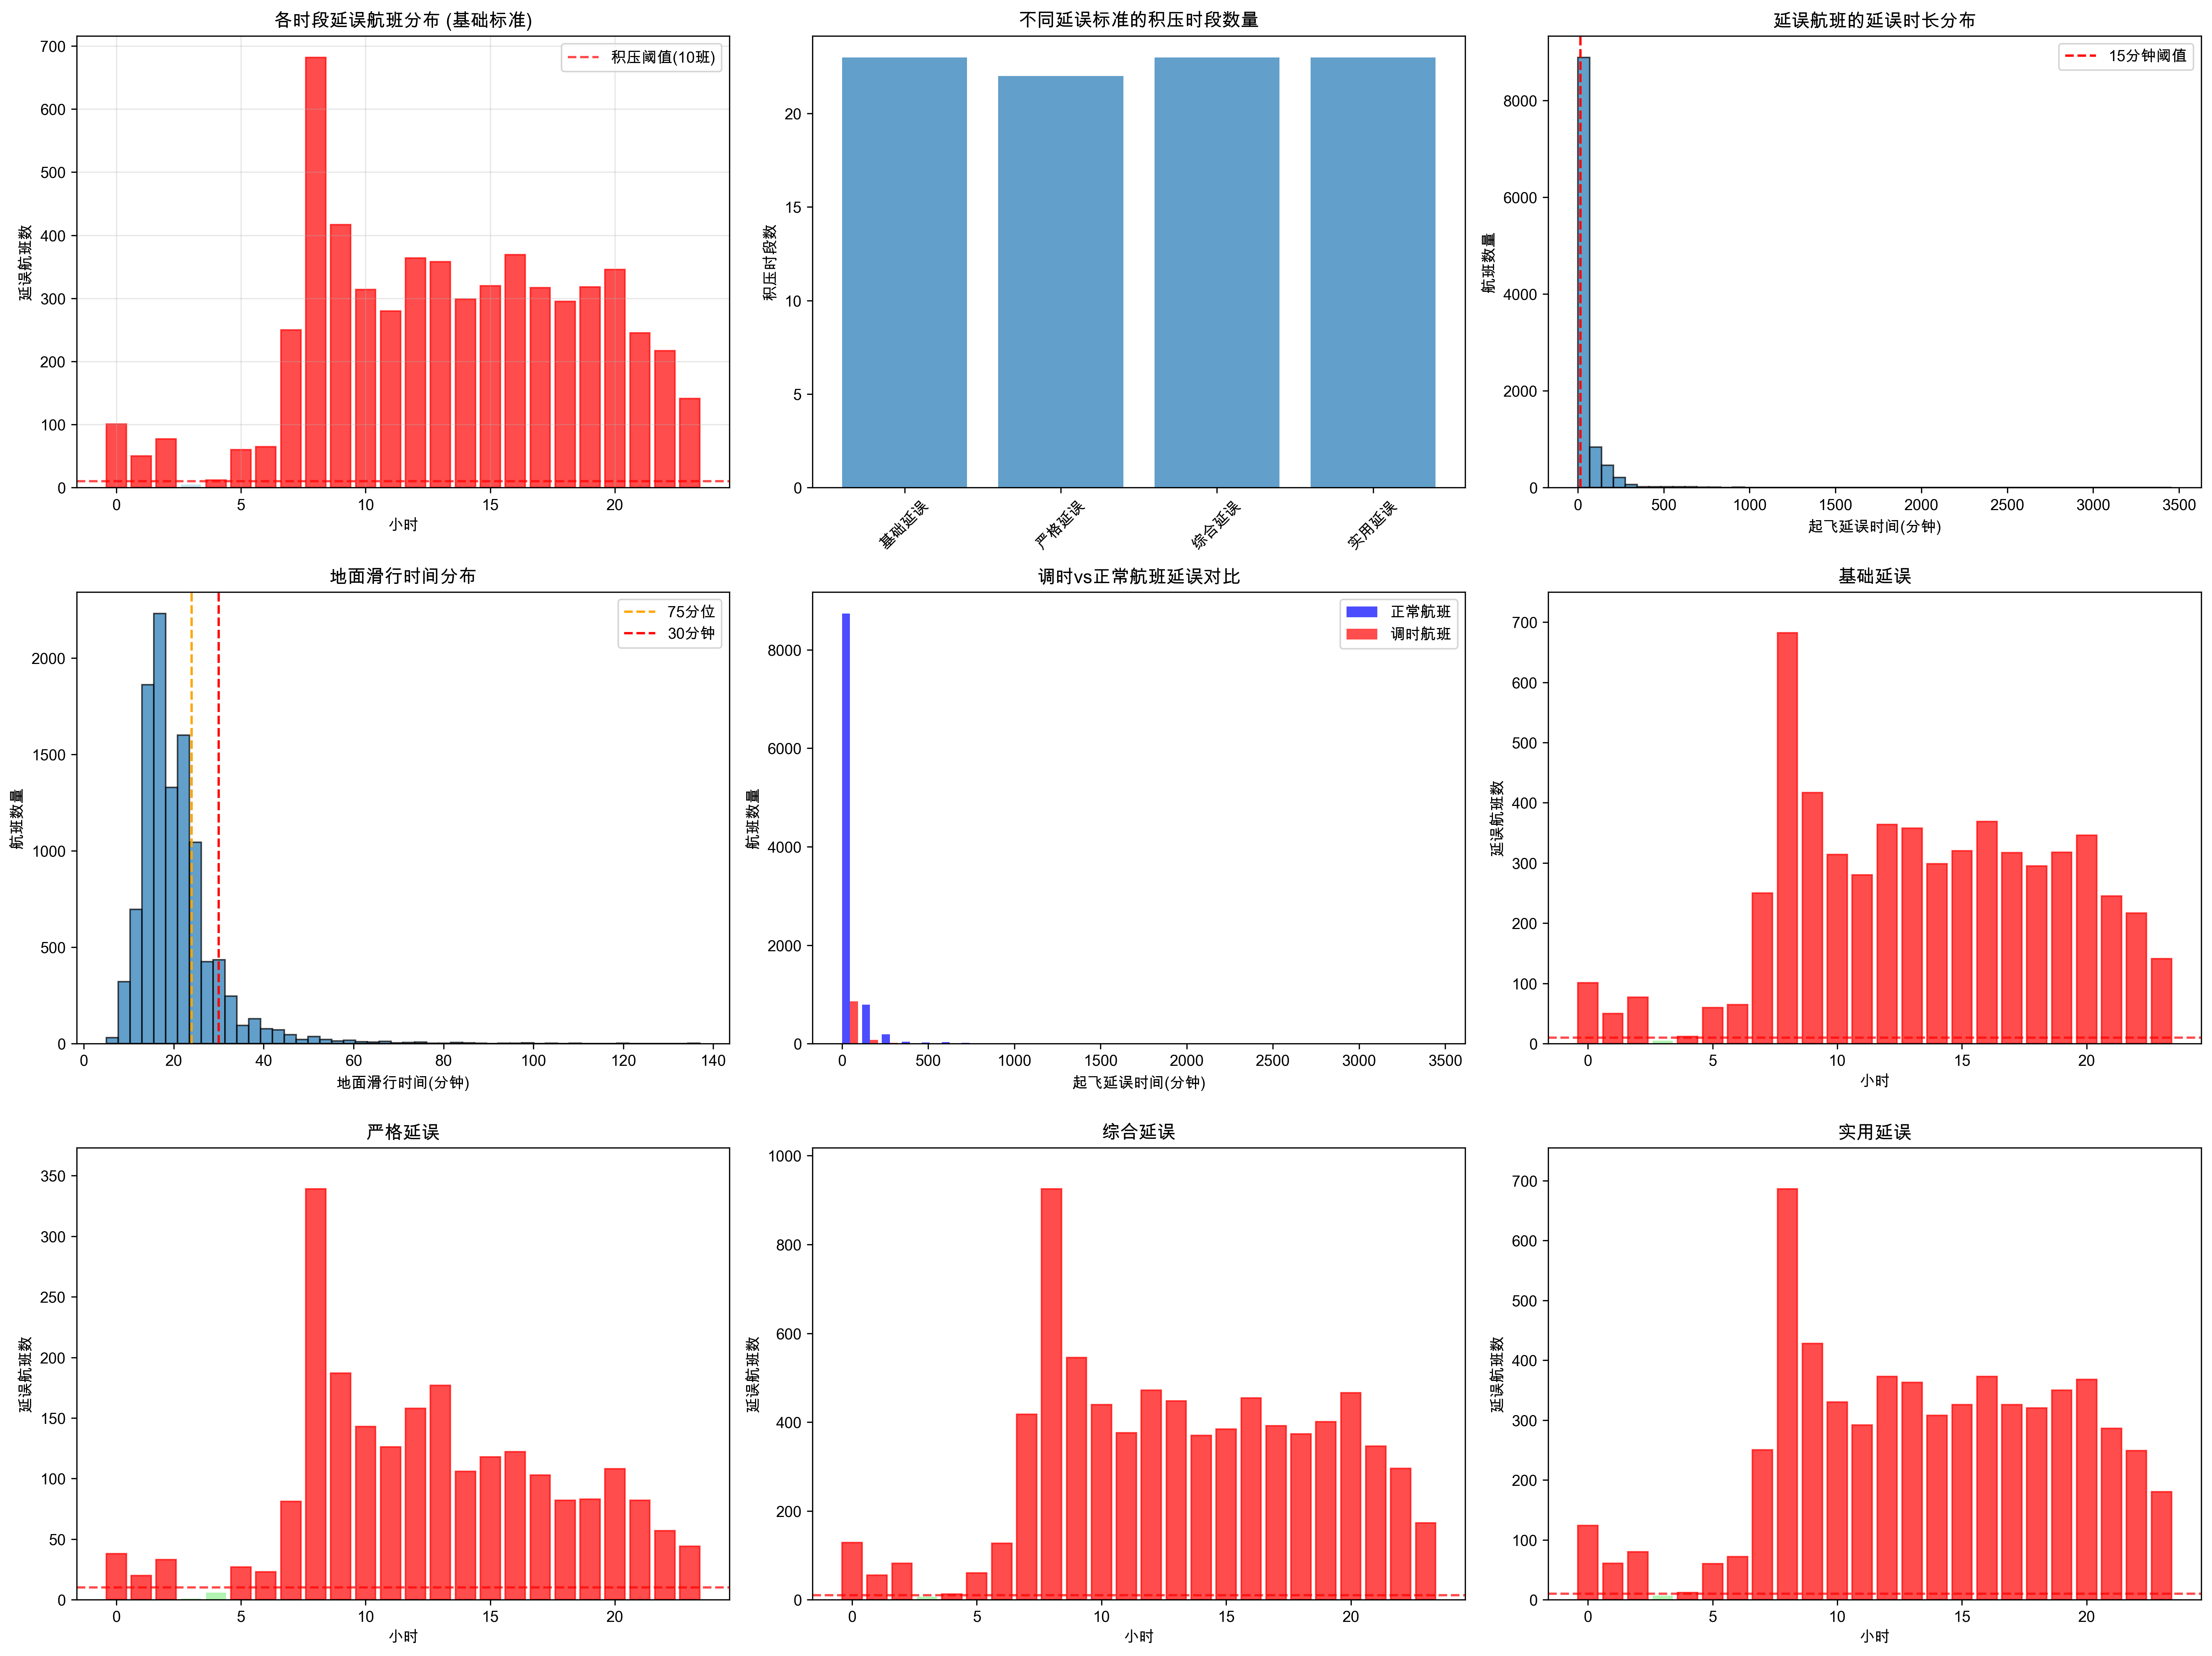 各时段延误航班分布 (基础标准)
延误航班数
700
600
500
400
300
200
100
0
积压阈值(10班)
0 5 10 15 20
小时
不同延误标准的积压时段数量
积压时段数
20
15
10
5
0
基础延误 严格延误 综合延误 实用延误
延误航班的延误时长分布
航班数量
8000
6000
4000
2000
0
15分钟阈值
0 500 1000 1500 2000 2500 3000 3500
起飞延误时间(分钟)
地面滑行时间分布
航班数量
2000
1500
1000
500
0
75分位
30分钟
0 20 40 60 80 100 120 140
地面滑行时间(分钟)
调时vs正常航班延误对比
航班数量
8000
6000
4000
2000
0
正常航班
调时航班
0 500 1000 1500 2000 2500 3000 3500
起飞延误时间(分钟)
基础延误
延误航班数
700
600
500
400
300
200
100
0
0 5 10 15 20
小时
严格延误
延误航班数
350
300
250
200
150
100
50
0
0 5 10 15 20
小时
综合延误
延误航班数
1000
800
600
400
200
0
0 5 10 15 20
小时
实用延误
延误航班数
700
600
500
400
300
200
100
0
0 5 10 15 20
小时